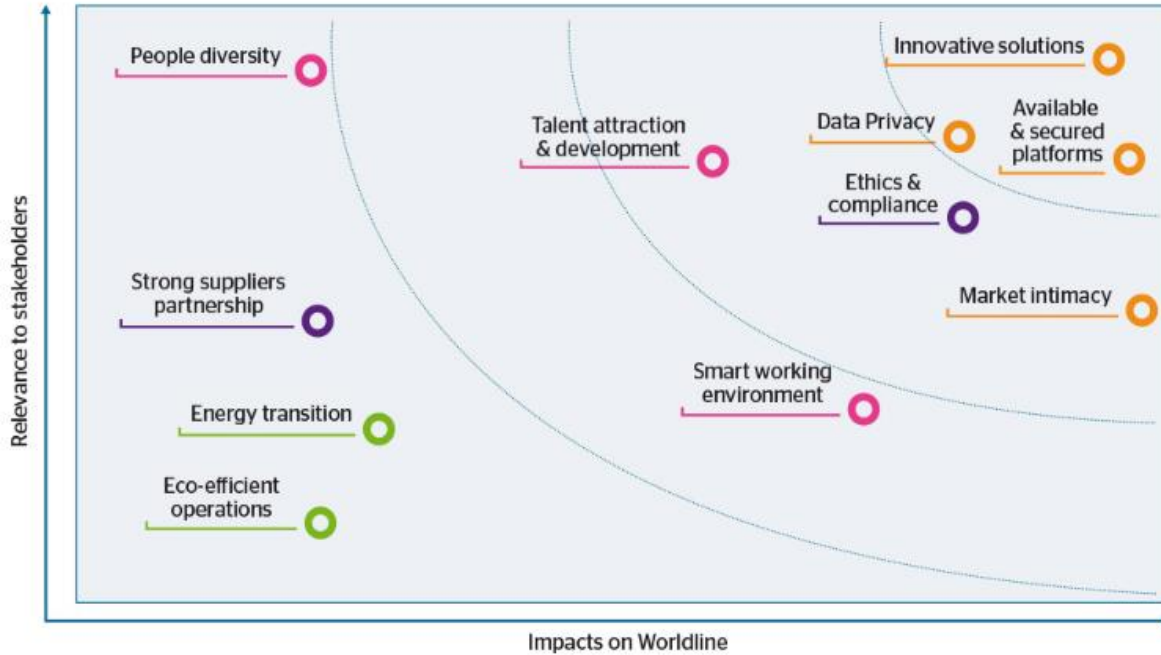 People diversity
Innovative solutions
Talent attraction
& development
Data Privacy
Available
& secured
platforms
Ethics &
compliance
Strong suppliers
partnership
Market intimacy
Smart working
environment
Energy transition
Eco-efficient
operations
Relevance to stakeholders
Impacts on Worldline